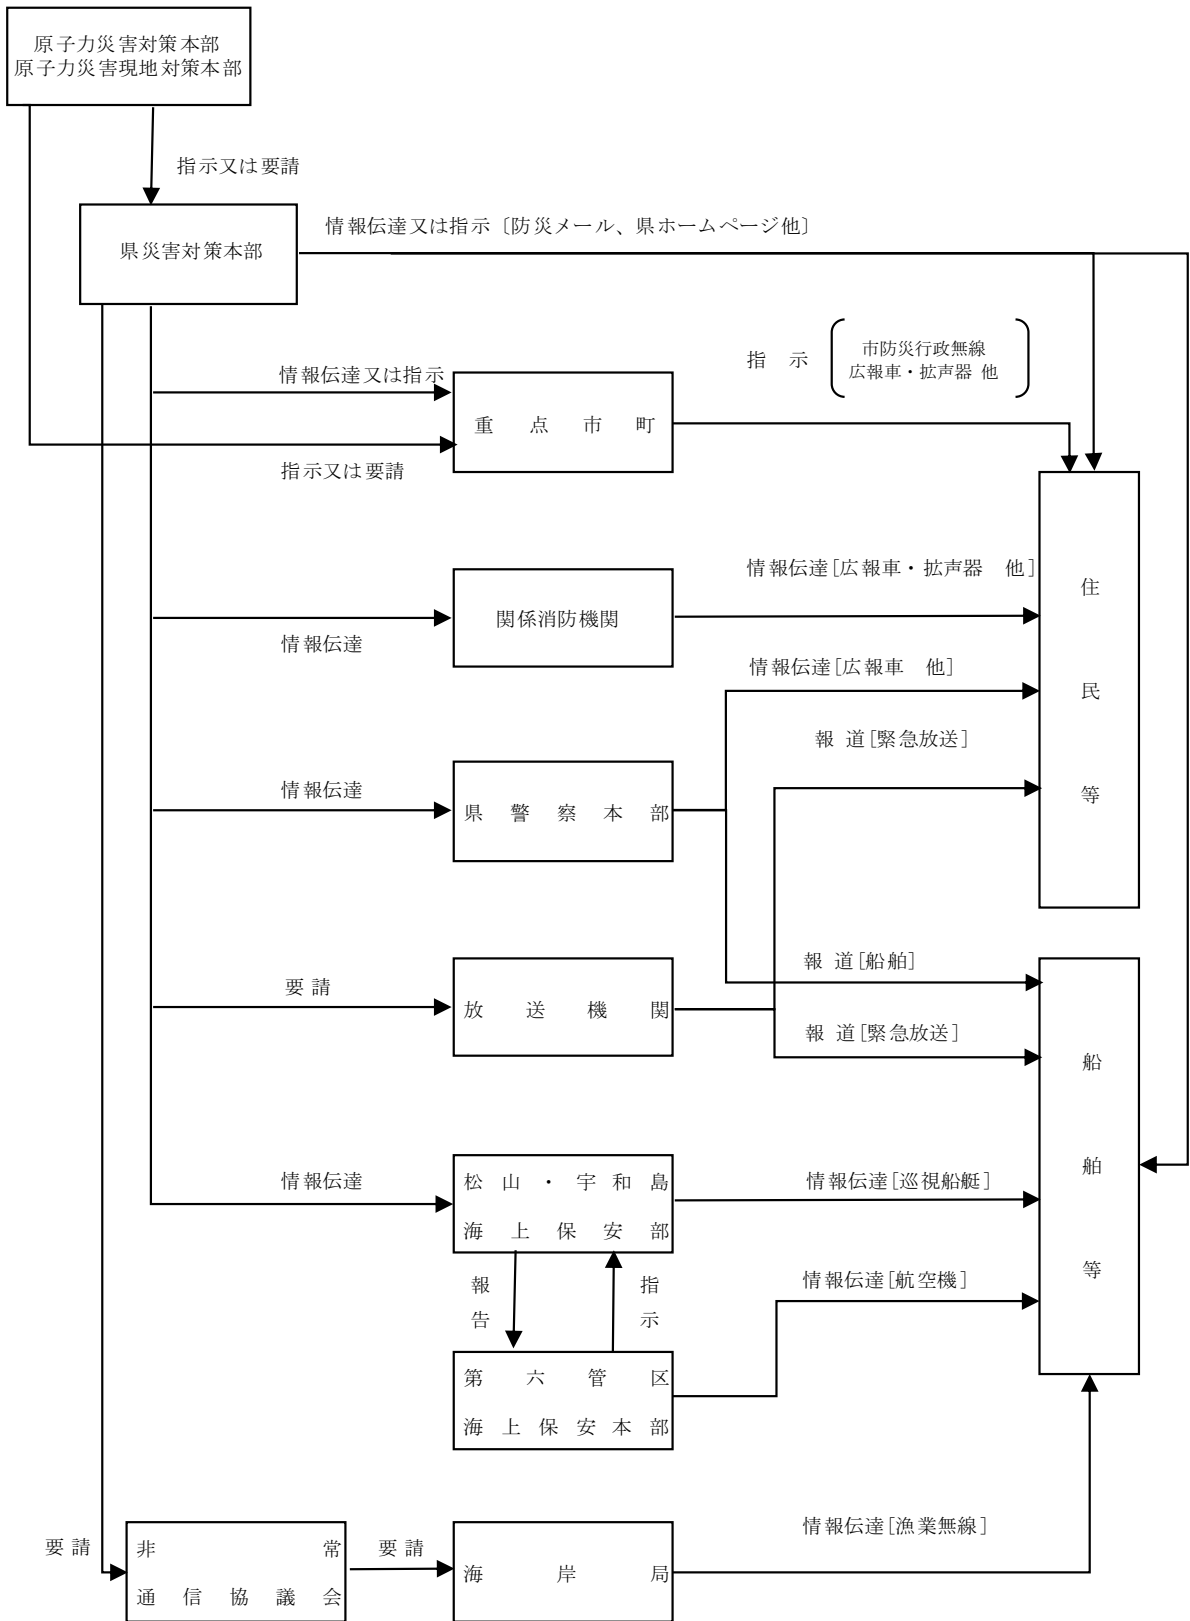 原子力災害対策本部
原子力災害現地対策本部
指示又は要請
情報伝達又は指示〔防災メール、県ホームページ他〕
県災害対策本部
指 示
市防災行政無線
広報車・拡声器 他
情報伝達又は指示
重点市町
指示又は要請
情報伝達[広報車・拡声器 他]
関係消防機関
情報伝達
情報伝達[広報車 他]
報 道[緊急放送]
情報伝達
県警察本部
住民等
報 道[船舶]
要 請
放送機関
報 道[緊急放送]
情報伝達
松山・宇和島
海上保安部
情報伝達[巡視船艇]
船舶等
報告
指示
情報伝達[航空機]
第六管区
海上保安本部
情報伝達[漁業無線]
要 請
非常
通信協議会
要 請
海岸局